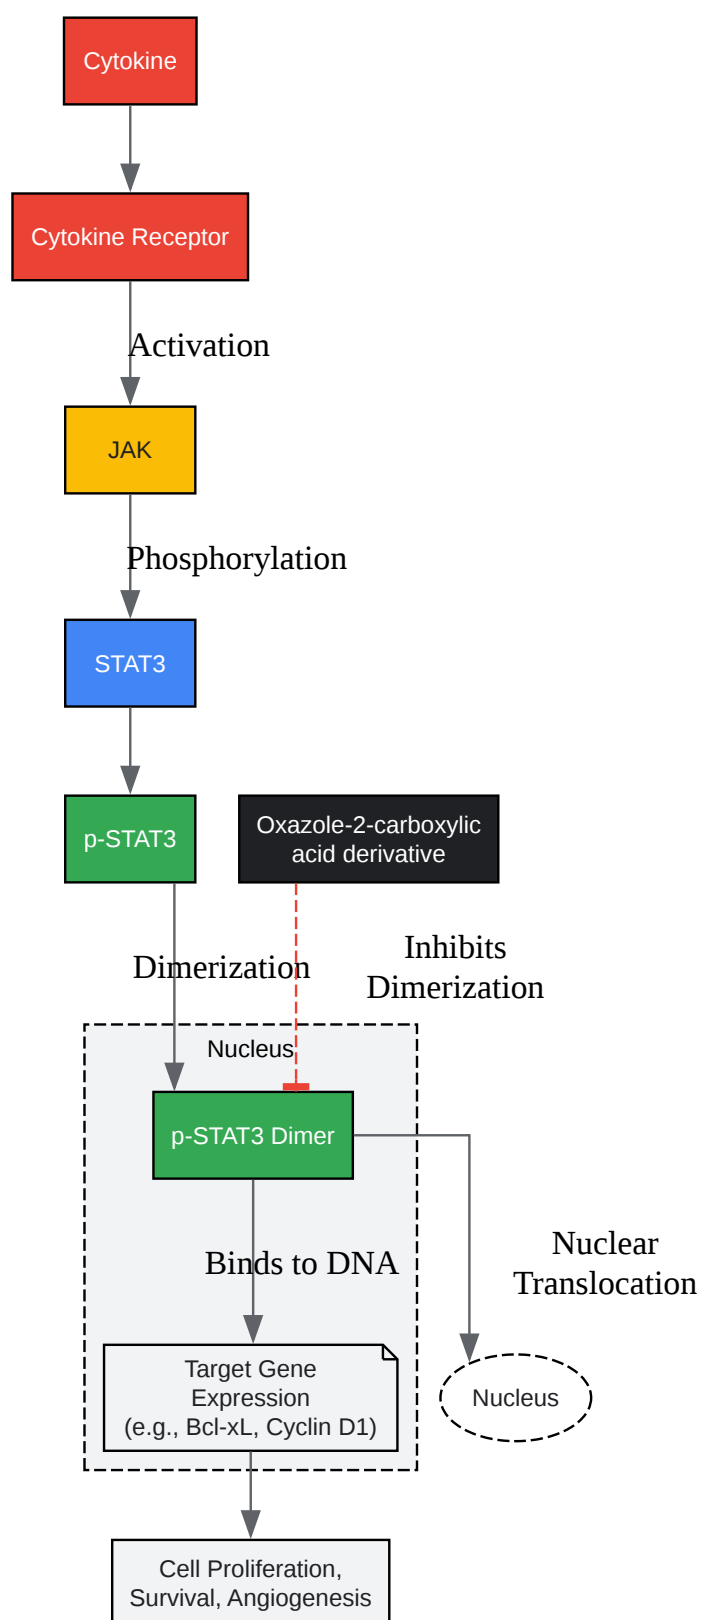 Cytokine
Cytokine Receptor
Activation
JAK
Phosphorylation
STAT3
p-STAT3
Oxazole-2-carboxylic
acid derivative
Dimerization
Inhibits
Dimerization
Nucleus
p-STAT3 Dimer
Binds to DNA
Nuclear
Translocation
Target Gene
Expression
(e.g., Bcl-xL, Cyclin D1)
Nucleus
Cell Proliferation,
Survival, Angiogenesis